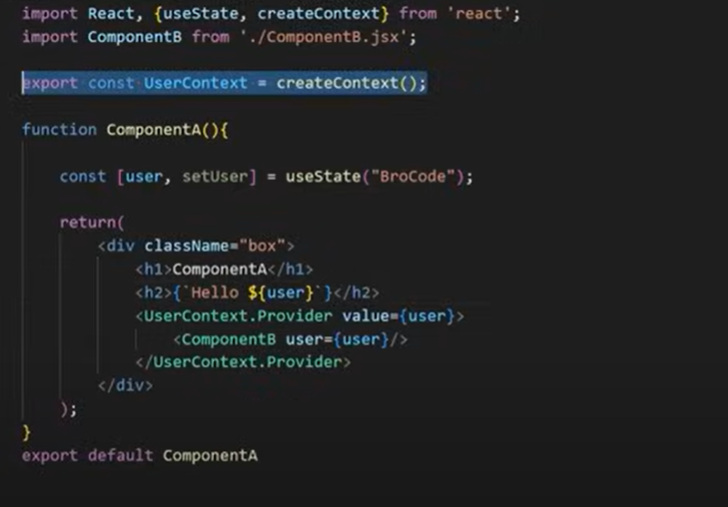 import React, {useState, createContext} from 'react';
import ComponentB from './ComponentB.jsx';
export const UserContext = createContext();
function ComponentA(){
const [user, setUser] = useState("BroCode");
return(
<div className="box">
<h1>ComponentA</h1>
<h2>{`Hello ${user}`}</h2>
<UserContext.Provider value={user}>
<ComponentB user={user}/>
</UserContext.Provider>
</div>
);
}
export default ComponentA